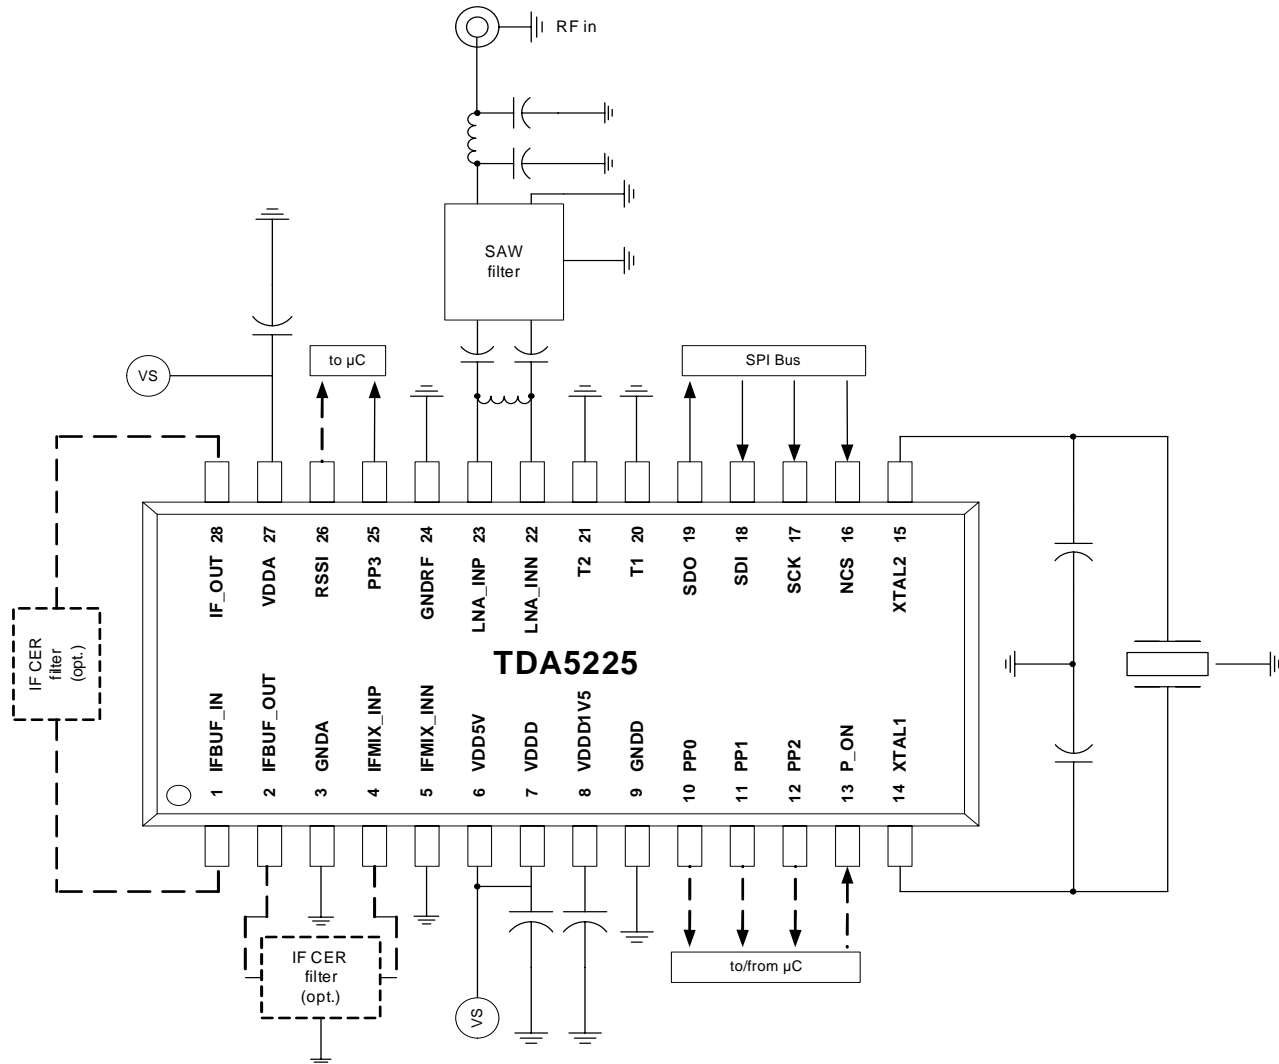 RF in
SAW
filter
to µC
SPI Bus
VS
28 27 26 25 24 23 22 21 20 19 18 17 16 15
IF_OUT
VDDA
RSSI
PP3
GNDRF
LNA_INP
LNA_INN
T2
T1
SDO
SDI
SCK
NCS
XTAL2
IF CER
filter
(opt.)
TDA5225
IFBUF_IN
IFBUF_OUT
GNDA
IFMIX_INP
IFMIX_INN
VDD5V
VDDD
VDDD1V5
GNDD
PP0
PP1
PP2
P_ON
XTAL1
1 2 3 4 5 6 7 8 9 10 11 12 13 14
IF CER
filter
(opt.)
to/from µC
VS